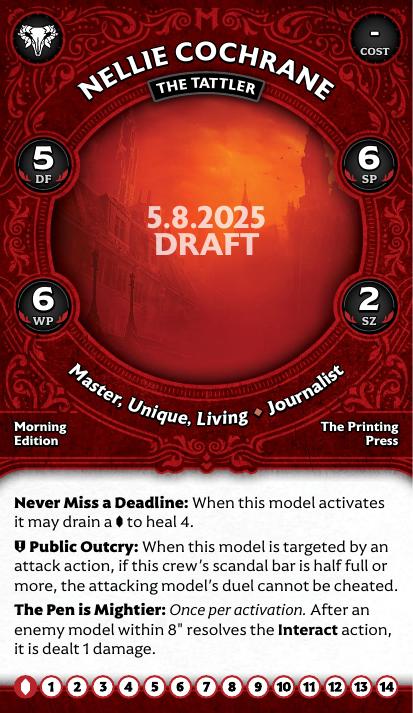 -
COST
NELLIE COCHRANE
THE TATTLER
5
DF
6
SP
5.8.2025
DRAFT
6
WP
2
SZ
Master, Unique, Living ◆ Journalist
Morning
Edition
The Printing
Press
Never Miss a Deadline: When this model activates
it may drain a ⬧ to heal 4.
Public Outcry: When this model is targeted by an
attack action, if this crew's scandal bar is half full or
more, the attacking model's duel cannot be cheated.
The Pen is Mightier: Once per activation. After an
enemy model within 8" resolves the Interact action,
it is dealt 1 damage.
1 2 3 4 5 6 7 8 9 10 11 12 13 14